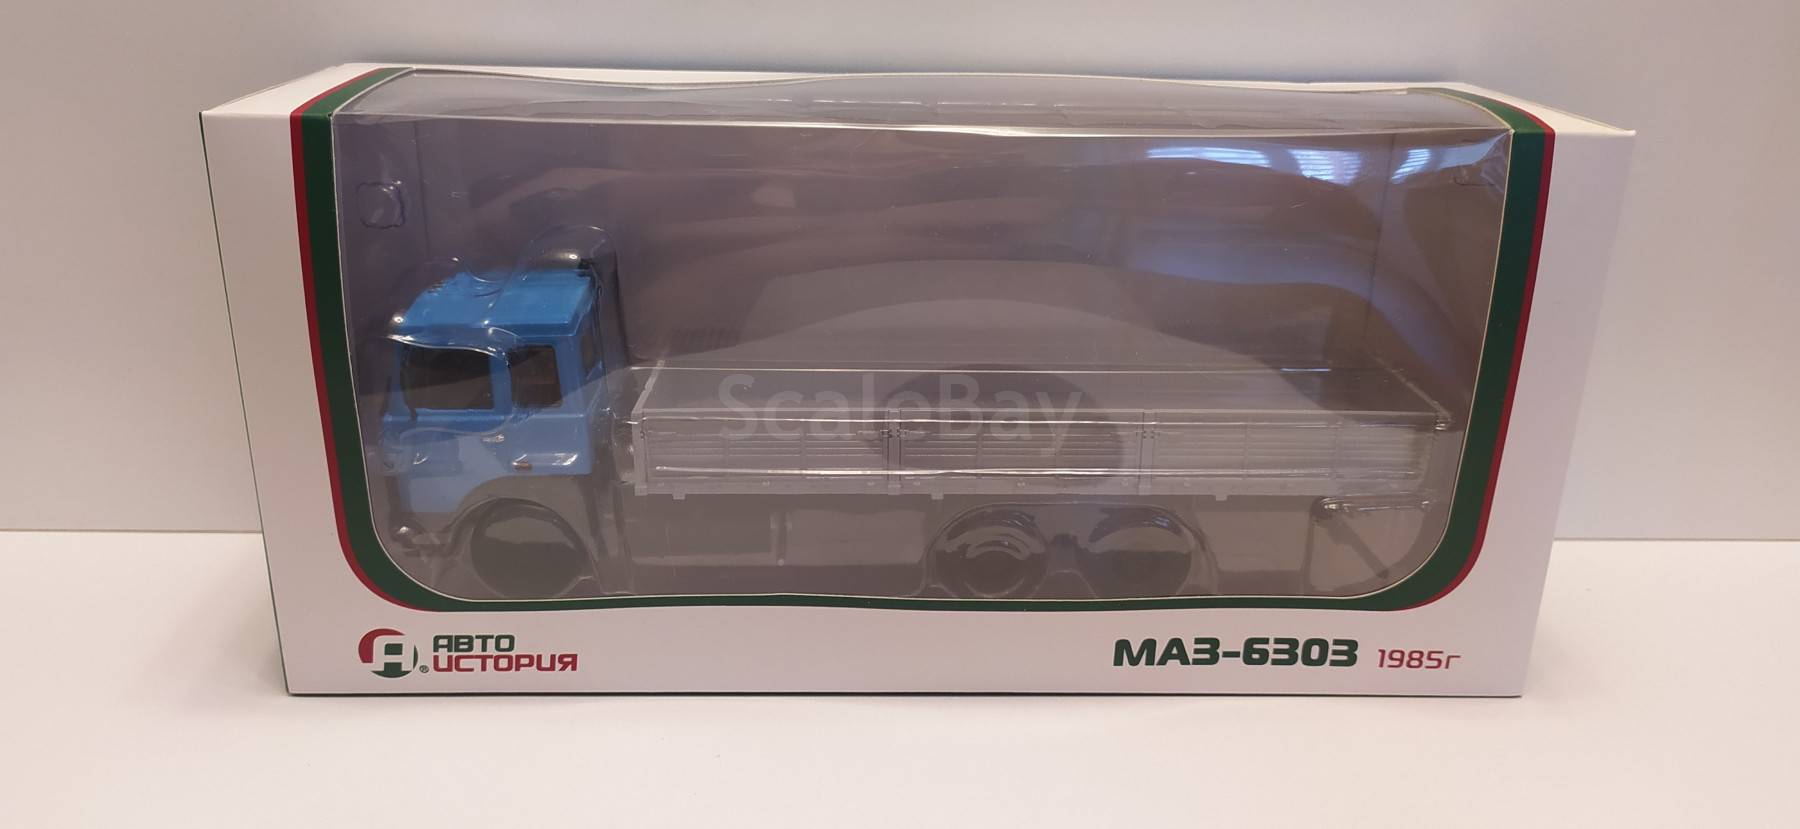 ScaleBay
АВТО
ИСТОРИЯ
МАЗ-6303 1985г